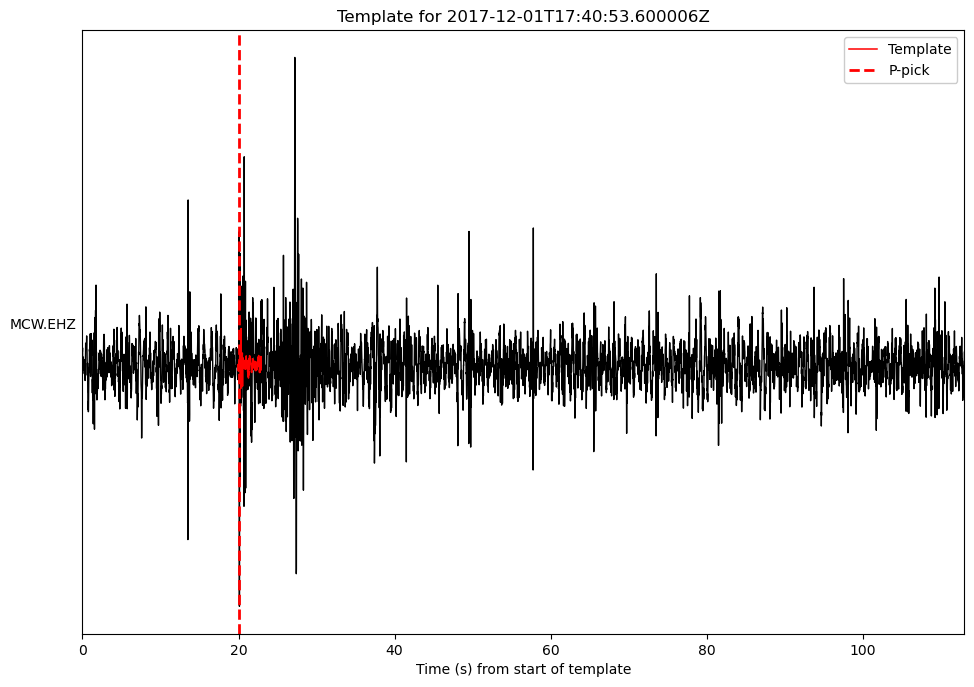 Template for 2017-12-01T17:40:53.600006Z
Template
P-pick
MCW.EHZ
0 20 40 60 80 100
Time (s) from start of template